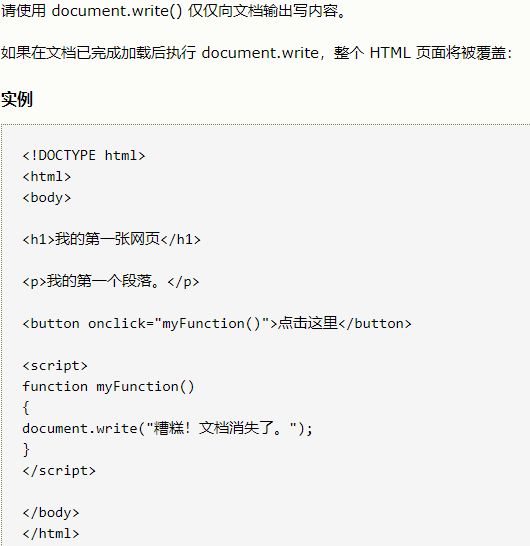 请使用 document.write() 仅仅向文档输出写内容。
如果在文档已完成加载后执行 document.write，整个 HTML 页面将被覆盖：
实例
<!DOCTYPE html>
<html>
<body>
<h1>我的第一张网页</h1>
<p>我的第一个段落。</p>
<button onclick="myFunction()">点击这里</button>
<script>
function myFunction()
{
document.write("糟糕！文档消失了。");
}
</script>
</body>
</html>